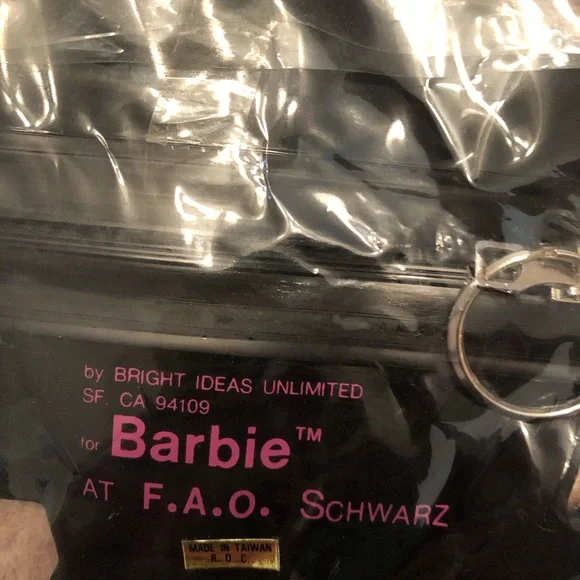 by BRIGHT IDEAS UNLIMITED
SF. CA 94109
for Barbie™
AT F.A.O. SCHWARZ
MADE IN TAIWAN
R.O.C.